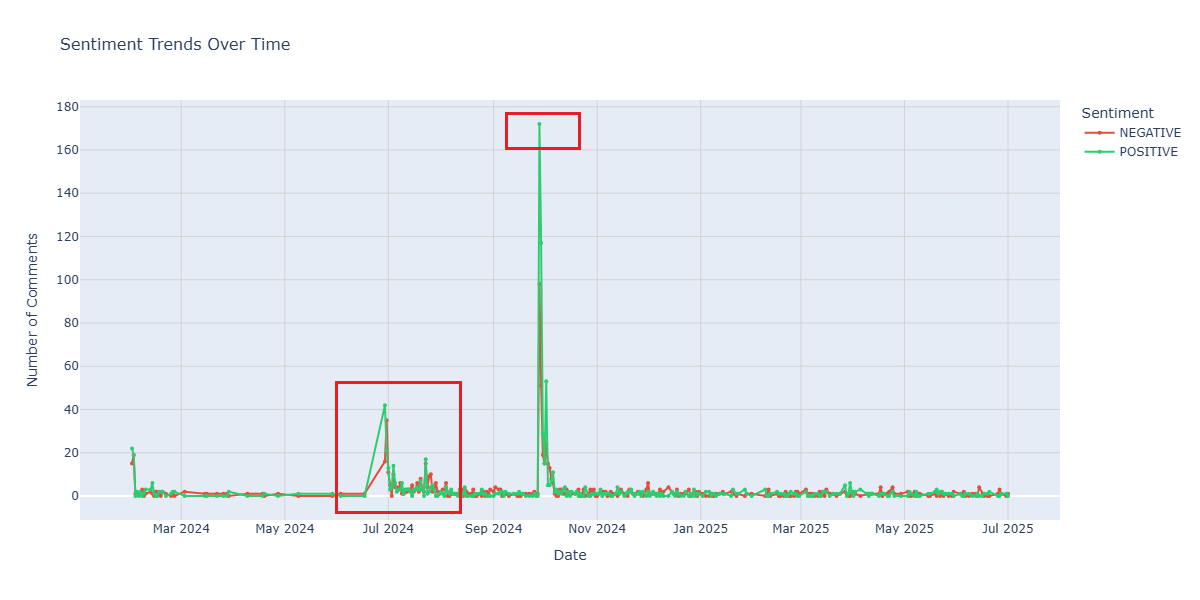 Sentiment Trends Over Time
Sentiment
NEGATIVE
POSITIVE
Number of Comments
180
160
140
120
100
80
60
40
20
0
Mar 2024
May 2024
Jul 2024
Sep 2024
Nov 2024
Jan 2025
Mar 2025
May 2025
Jul 2025
Date